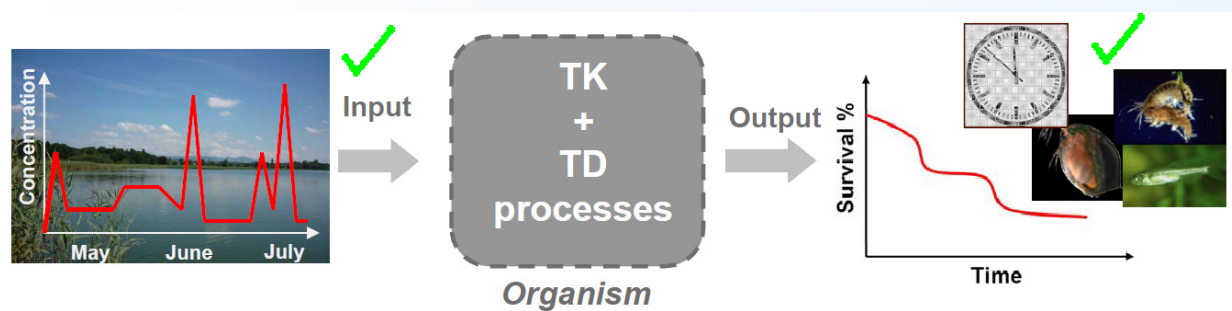 Concentration
May June July
Input
TK
+
TD
processes
Organism
Output
Survival %
Time